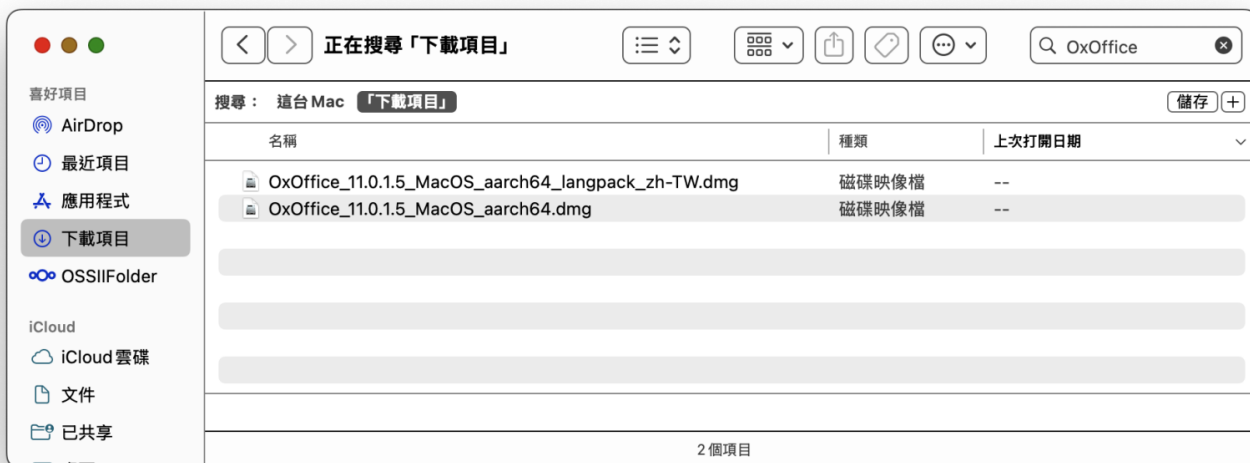 正在搜尋「下載項目」
OxOffice
喜好項目
AirDrop
最近項目
應用程式
下載項目
OSSIIFolder
iCloud
iCloud雲碟
文件
已共享
搜尋： 這台Mac 「下載項目」 儲存
名稱 種類 上次打開日期
OxOffice_11.0.1.5_MacOS_aarch64_langpack_zh-TW.dmg 磁碟映像檔 --
OxOffice_11.0.1.5_MacOS_aarch64.dmg 磁碟映像檔 --
2個項目